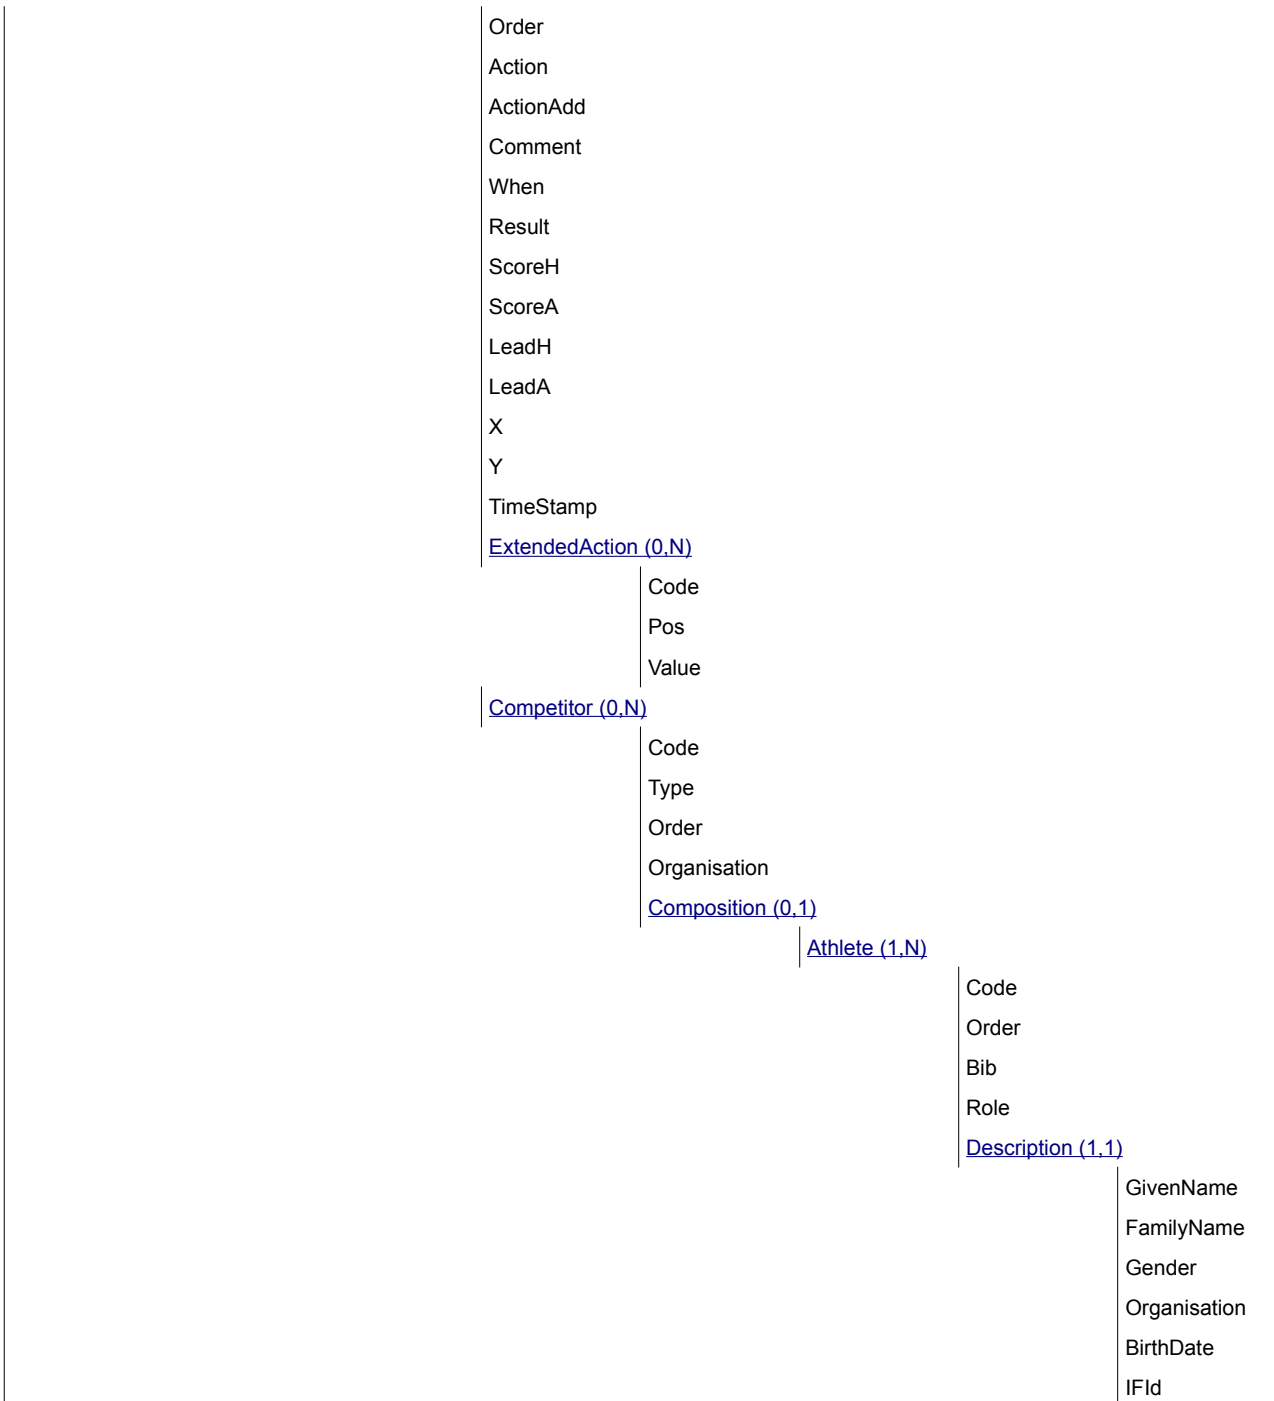 Order
Action
ActionAdd
Comment
When
Result
ScoreH
ScoreA
LeadH
LeadA
X
Y
TimeStamp
ExtendedAction (0,N)
Code
Pos
Value
Competitor (0,N)
Code
Type
Order
Organisation
Composition (0,1)
Athlete (1,N)
Code
Order
Bib
Role
Description (1,1)
GivenName
FamilyName
Gender
Organisation
BirthDate
IFId